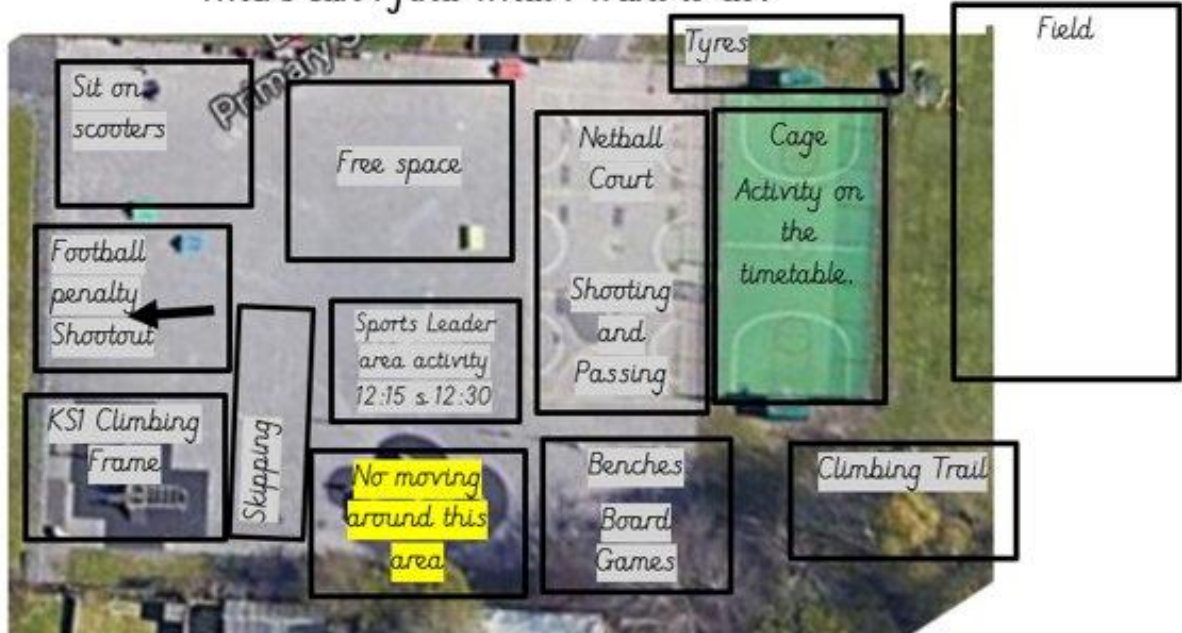 Primary
Tyres
Field
Sit on
scooters
Free space
Netball
Court
Shooting
and
Passing
Cage
Activity on
the
timetable.
Football
penalty
Shootout
Sports Leader
area activity
12:15 s 12:30
KS1 Climbing
Frame
Skipping
No moving
around this
area
Benches
Board
Games
Climbing Trail